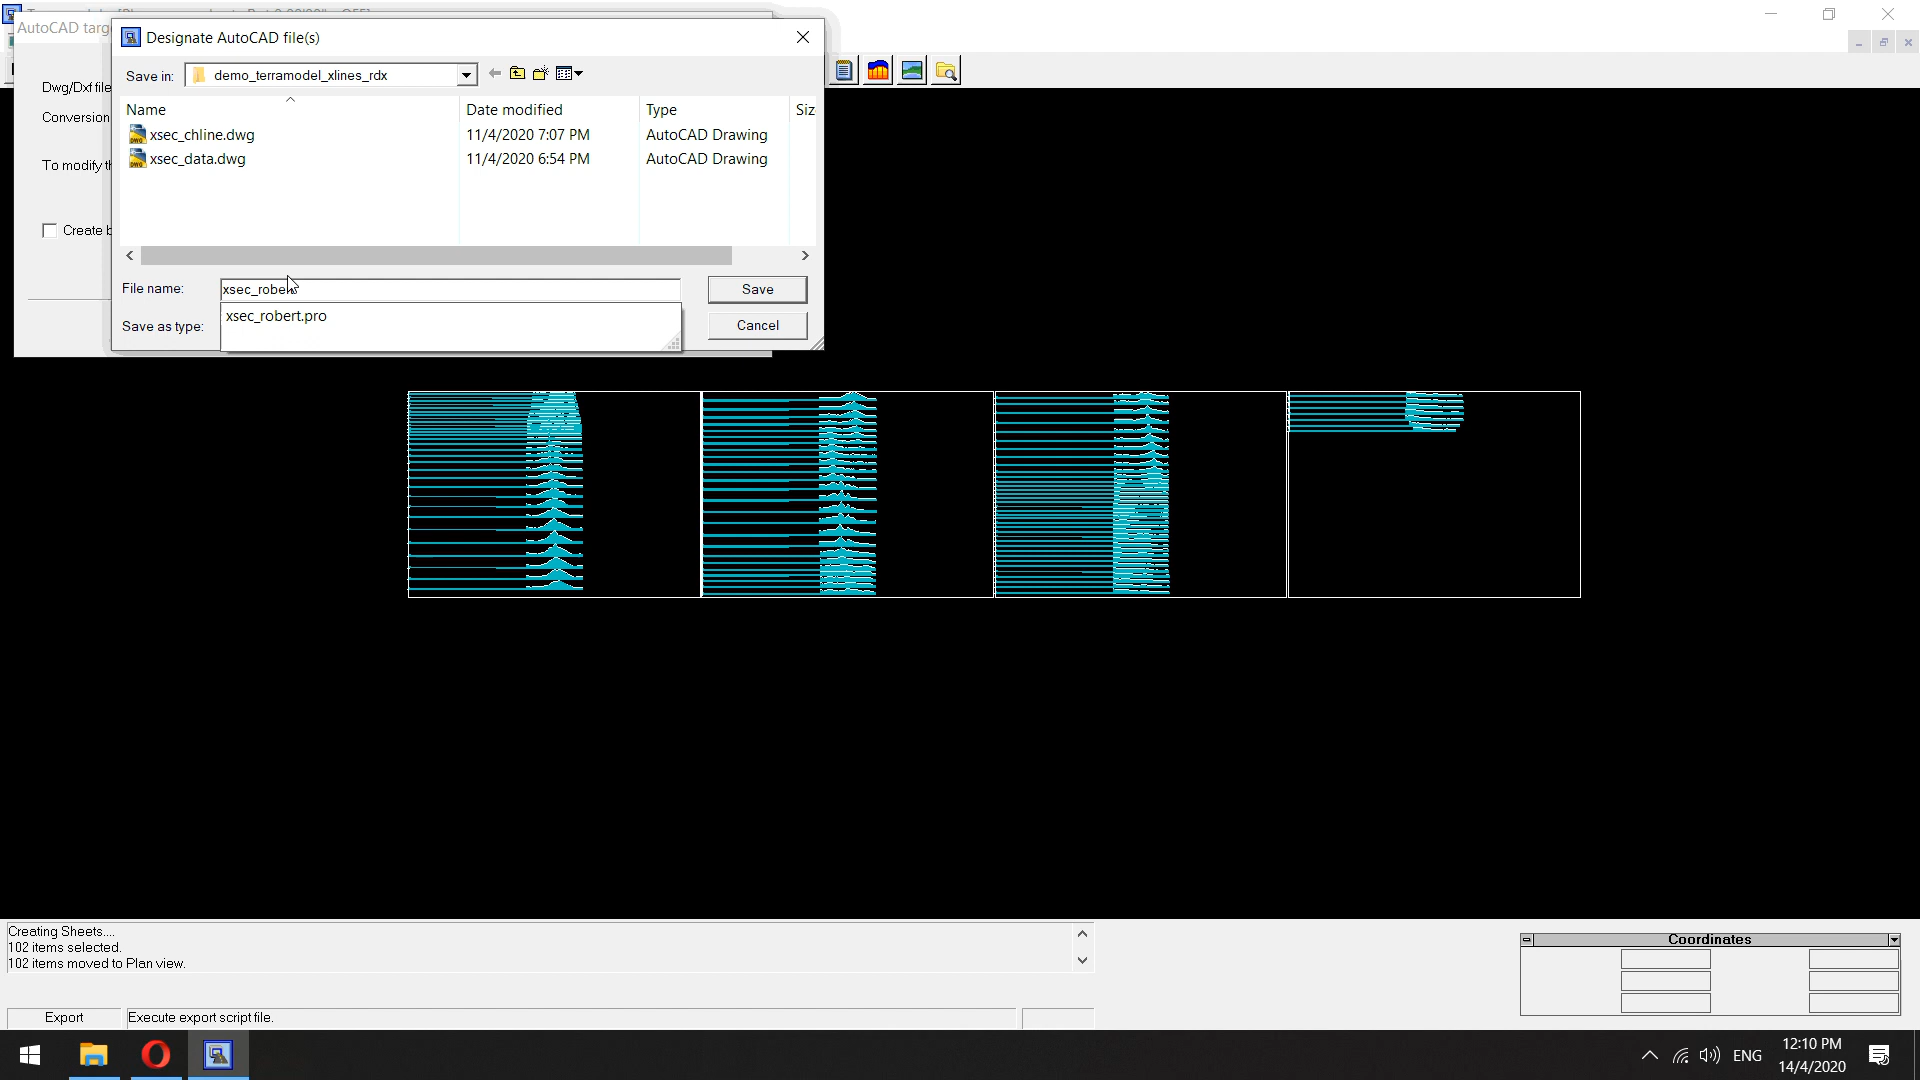 AutoCAD targ
Designate AutoCAD file(s)
Save in:
demo_terramodel_xlines_rdx
Dwg/Dxf file
Name
Date modified
Type
Siz
Conversion
xsec_chline.dwg
11/4/2020 7:07 PM
AutoCAD Drawing
xsec_data.dwg
11/4/2020 6:54 PM
AutoCAD Drawing
To modify th
Create b
File name:
xsec_robert
Save
xsec_robert.pro
Save as type:
Cancel
Creating Sheets....
102 items selected.
102 items moved to Plan view.
Coordinates
Export
Execute export script file.
ENG
12:10 PM
14/4/2020